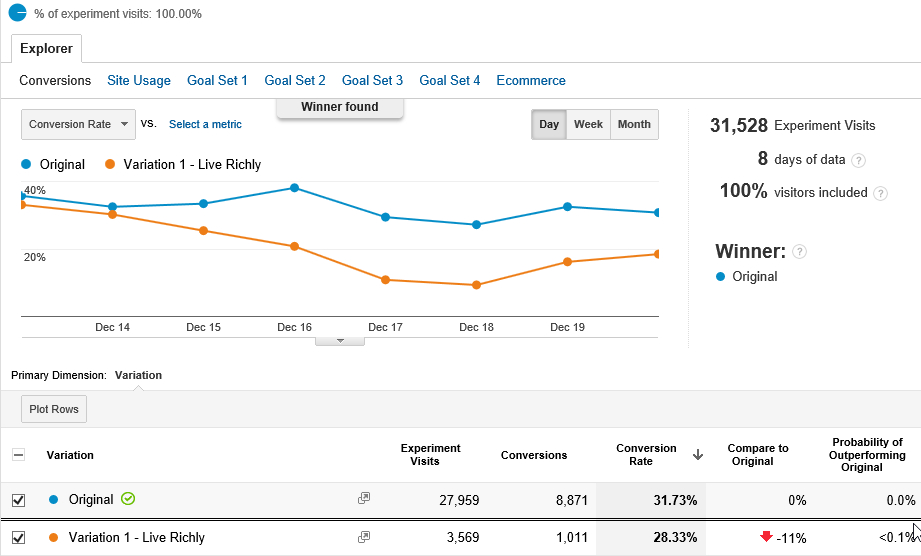 % of experiment visits: 100.00%
Explorer
Conversions Site Usage Goal Set 1 Goal Set 2 Goal Set 3 Goal Set 4 Ecommerce
Winner found
Conversion Rate VS. Select a metric Day Week Month
31,528 Experiment Visits
8 days of data ?
100% visitors included ?
Original Variation 1 - Live Richly
40%
20%
Dec 14 Dec 15 Dec 16 Dec 17 Dec 18 Dec 19
Winner: ?
Original
Primary Dimension: Variation
Plot Rows
Variation Experiment Visits Conversions Conversion Rate Compare to Original Probability of Outperforming Original
Original 27,959 8,871 31.73% 0% 0.0%
Variation 1 - Live Richly 3,569 1,011 28.33% -11% <0.1%